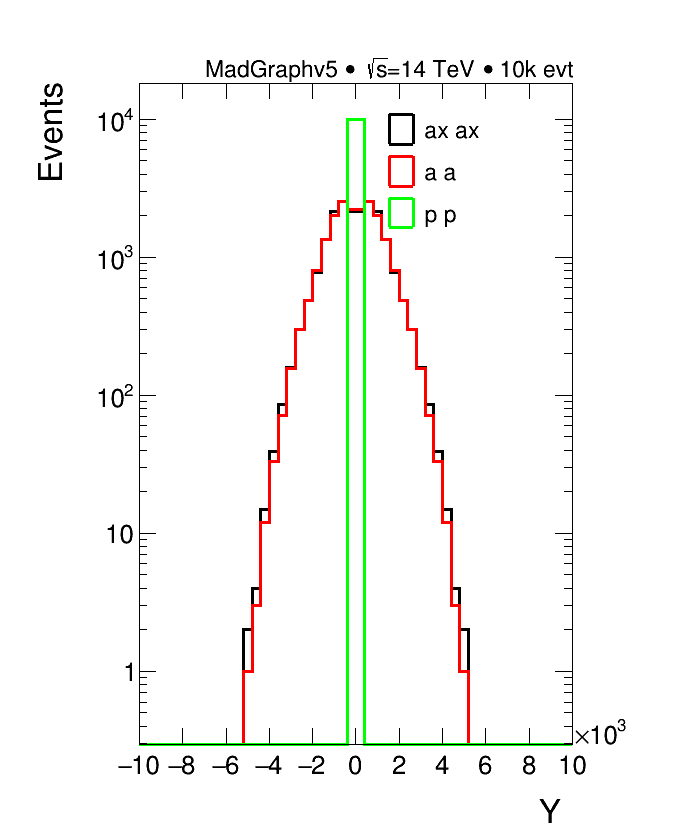 MadGraphv5 • √s=14 TeV • 10k evt
Events
10⁴
10³
10²
10
1
ax ax
a a
p p
−10 −8 −6 −4 −2 0 2 4 6 8 10
×10³
Y